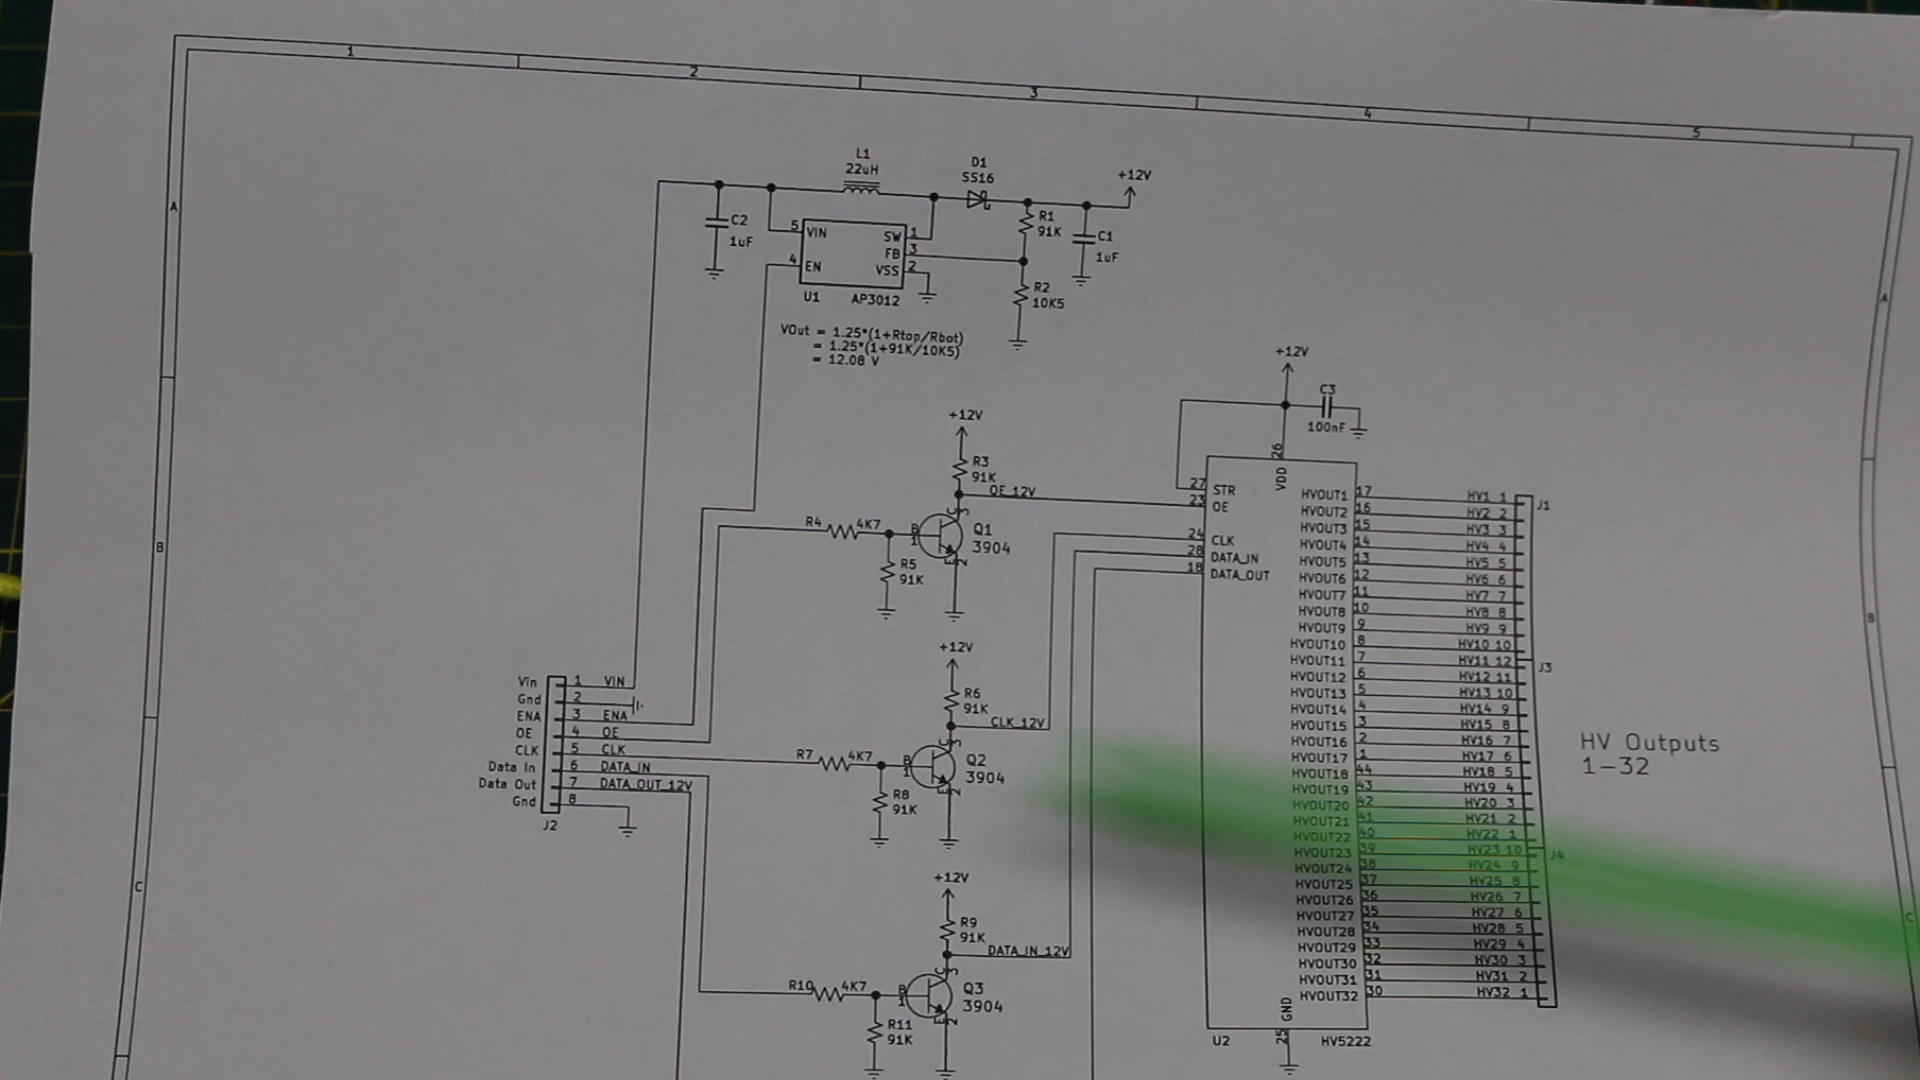 1
2
3
4
5
A
A
B
B
C
C
L1
22uH
D1
SS16
+12V
C2
1uF
5
VIN
SW
1
FB
3
VSS
2
4
EN
U1
AP3012
R1
91K
C1
1uF
R2
10K5
VOut = 1.25*(1+Rtop/Rbot)
= 1.25*(1+91K/10K5)
= 12.08 V
+12V
R3
91K
OE_12V
R4
4K7
B
1
C
3
E
2
Q1
3904
R5
91K
+12V
R6
91K
CLK_12V
R7
4K7
B
1
C
3
E
2
Q2
3904
R8
91K
+12V
R9
91K
DATA_IN_12V
R10
4K7
B
1
C
3
E
2
Q3
3904
R11
91K
Vin 1 VIN
Gnd 2
ENA 3 ENA
OE 4 OE
CLK 5 CLK
Data In 6 DATA_IN
Data Out 7 DATA_OUT_12V
Gnd 8
J2
+12V
C3
100nF
26
VDD
27 STR
23 OE
24 CLK
28 DATA_IN
18 DATA_OUT
HVOUT1 17 HV1 1
HVOUT2 16 HV2 2
HVOUT3 15 HV3 3
HVOUT4 14 HV4 4
HVOUT5 13 HV5 5
HVOUT6 12 HV6 6
HVOUT7 11 HV7 7
HVOUT8 10 HV8 8
HVOUT9 9 HV9 9
HVOUT10 8 HV10 10
HVOUT11 7 HV11 12
HVOUT12 6 HV12 11
HVOUT13 5 HV13 10
HVOUT14 4 HV14 9
HVOUT15 3 HV15 8
HVOUT16 2 HV16 7
HVOUT17 1 HV17 6
HVOUT18 44 HV18 5
HVOUT19 43 HV19 4
HVOUT20 42 HV20 3
HVOUT21 41 HV21 2
HVOUT22 40 HV22 1
HVOUT23 39 HV23 10
HVOUT24 38 HV24 9
HVOUT25 37 HV25 8
HVOUT26 36 HV26 7
HVOUT27 35 HV27 6
HVOUT28 34 HV28 5
HVOUT29 33 HV29 4
HVOUT30 32 HV30 3
HVOUT31 31 HV31 2
HVOUT32 30 HV32 1
J1
J3
J4
HV Outputs
1-32
GND
25
U2
HV5222